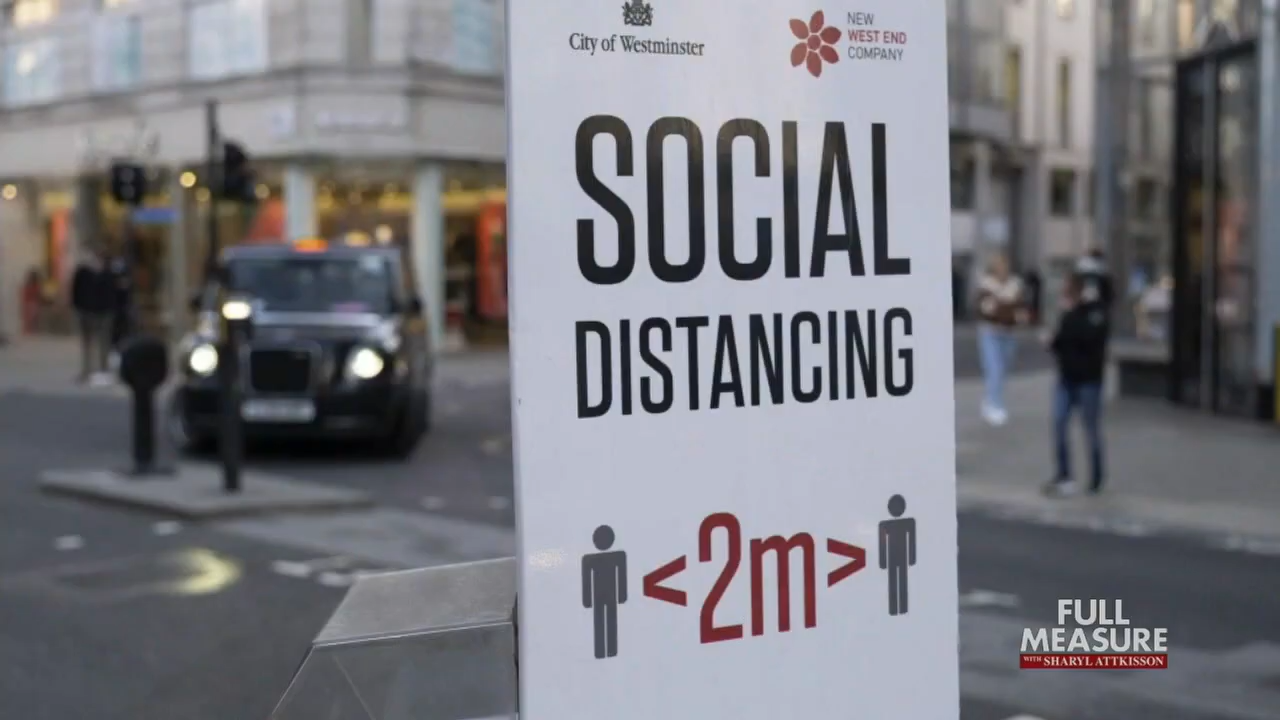 City of Westminster
NEW
WEST END
COMPANY
SOCIAL
DISTANCING
<2m>
FULL
MEASURE
WITH SHARYL ATTKISSON